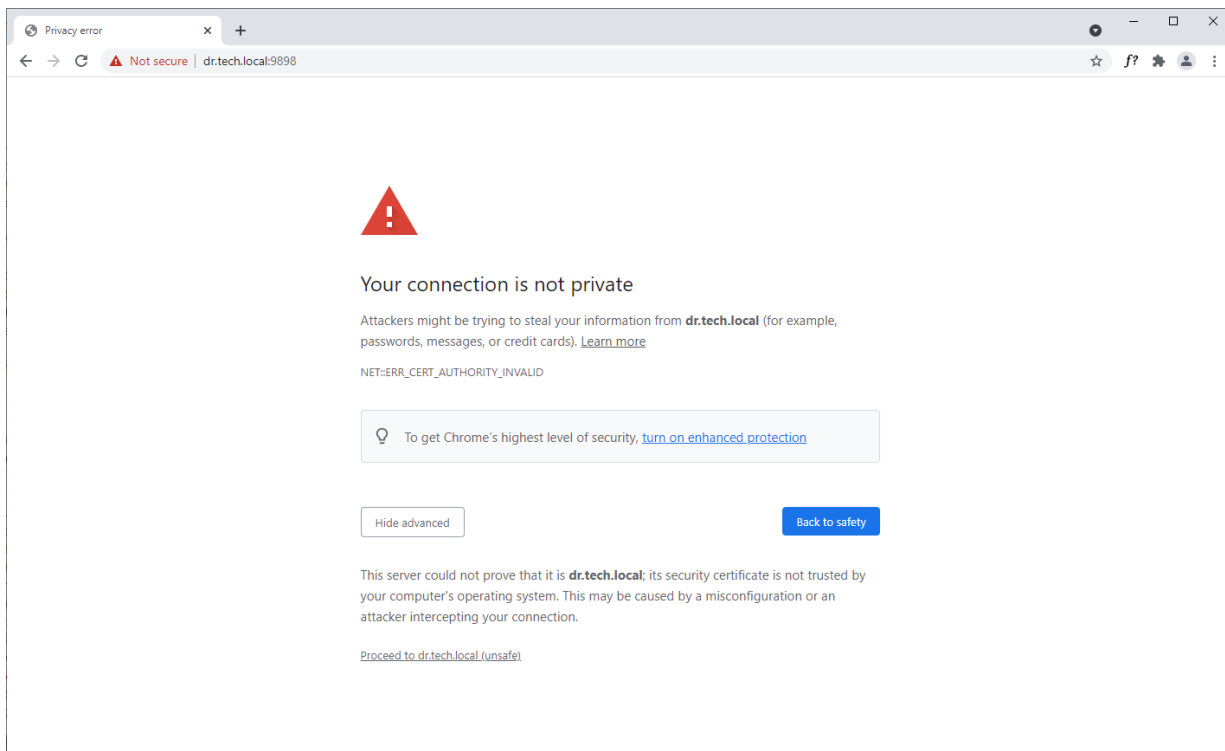 Privacy error
Not secure dr.tech.local:9898
f?
Your connection is not private
Attackers might be trying to steal your information from dr.tech.local (for example,
passwords, messages, or credit cards). Learn more
NET::ERR_CERT_AUTHORITY_INVALID
To get Chrome's highest level of security, turn on enhanced protection
Hide advanced
Back to safety
This server could not prove that it is dr.tech.local; its security certificate is not trusted by
your computer's operating system. This may be caused by a misconfiguration or an
attacker intercepting your connection.
Proceed to dr.tech.local (unsafe)